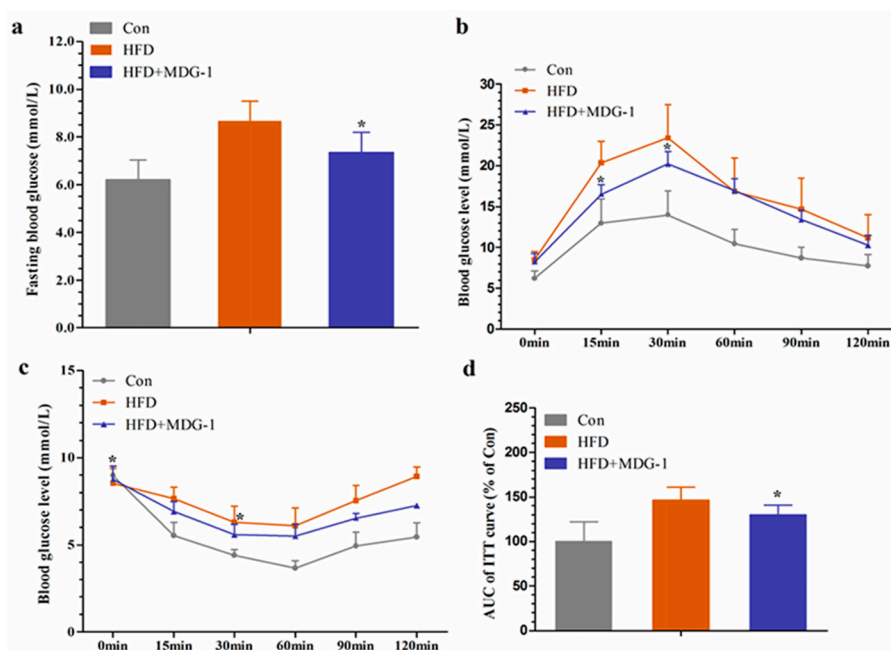 a
Con
HFD
HFD+MDG-1
Fasting blood glucose (mmol/L)
12.0
10.0
8.0
6.0
4.0
2.0
0.0
*
b
Con
HFD
HFD+MDG-1
Blood glucose level (mmol/L)
30
25
20
15
10
5
0
*
*
0min 15min 30min 60min 90min 120min
c
Con
HFD
HFD+MDG-1
Blood glucose level (mmol/L)
15
10
5
0
*
*
0min 15min 30min 60min 90min 120min
d
Con
HFD
HFD+MDG-1
AUC of ITT curve (% of Con)
250
200
150
100
50
0
*